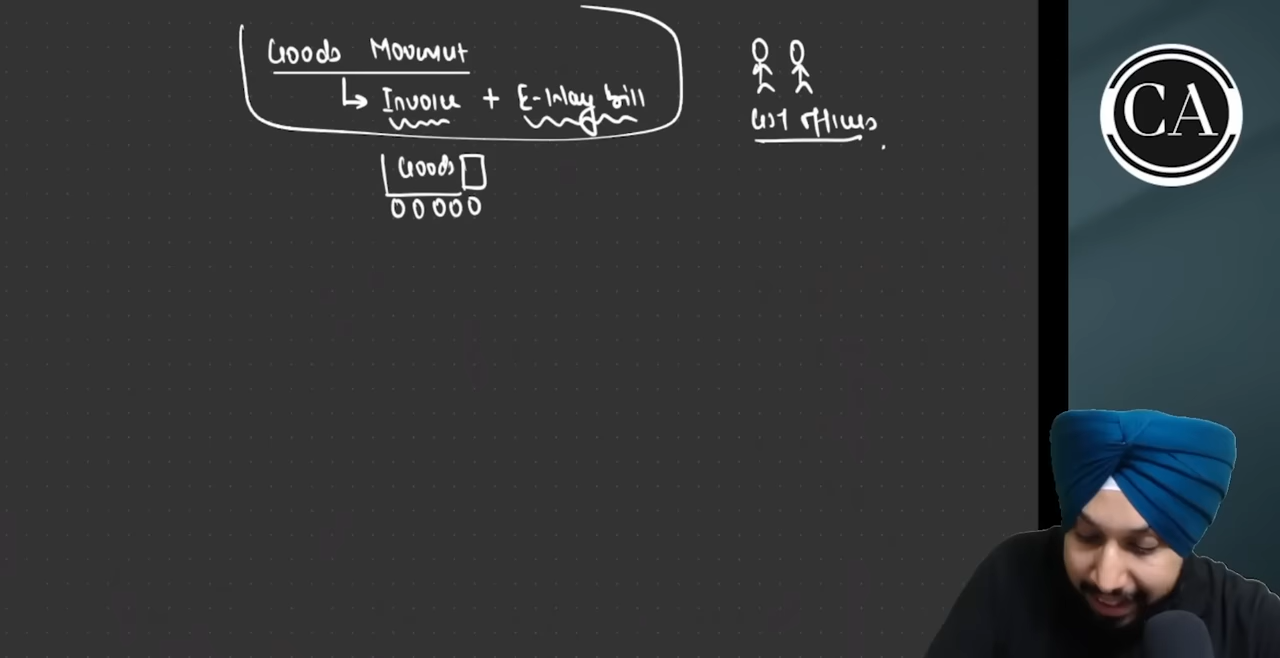 Goods Movement
↳ Invoice + E-Way bill
GST officers.
Goods
CA